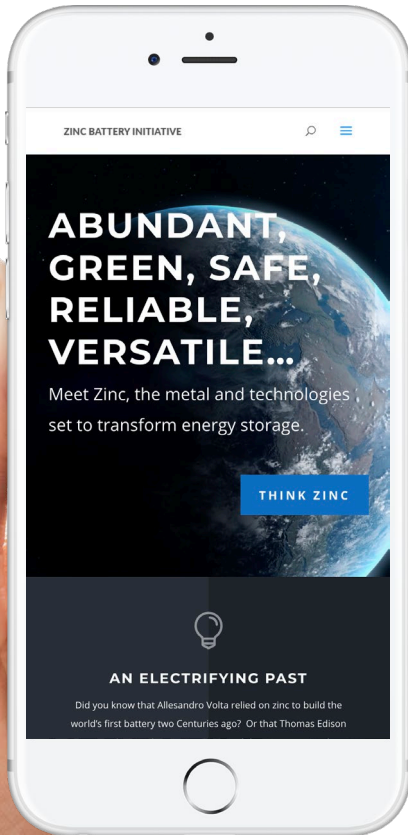 ZINC BATTERY INITIATIVE
ABUNDANT,
GREEN, SAFE,
RELIABLE,
VERSATILE...
Meet Zinc, the metal and technologies
set to transform energy storage.
THINK ZINC
AN ELECTRIFYING PAST
Did you know that Allesandro Volta relied on zinc to build the
world's first battery two Centuries ago? Or that Thomas Edison